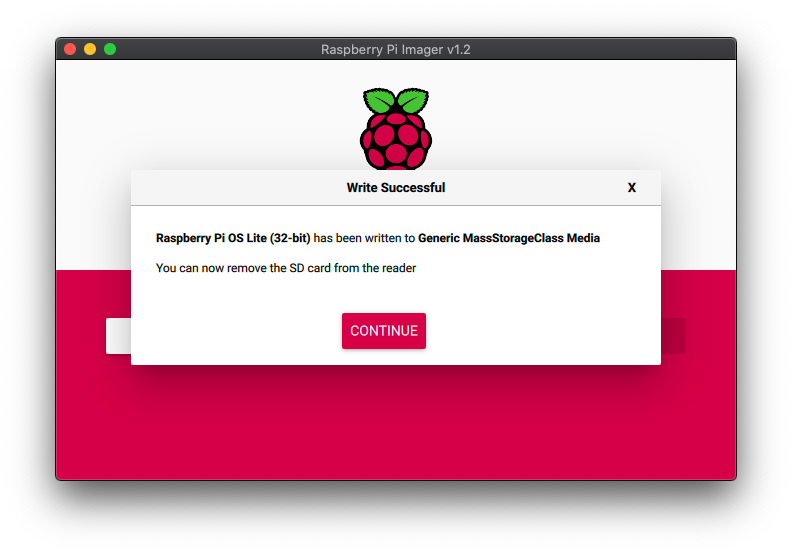 Raspberry Pi Imager v1.2
Write Successful
X
Raspberry Pi OS Lite (32-bit) has been written to Generic MassStorageClass Media
You can now remove the SD card from the reader
CONTINUE